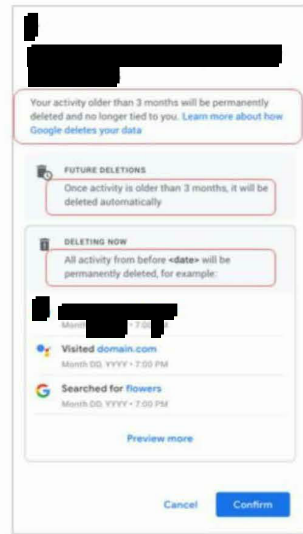 Your activity older than 3 months will be permanently
deleted and no longer tied to you. Learn more about how
Google deletes your data
FUTURE DELETIONS
Once activity is older than 3 months, it will be
deleted automatically
DELETING NOW
All activity from before <date> will be
permanently deleted, for example:
Month 7:00
Visited domain.com
Month DD, YYYY • 7:00 PM
Searched for flowers
Month DD, YYYY • 7:00 PM
Preview more
Cancel Confirm